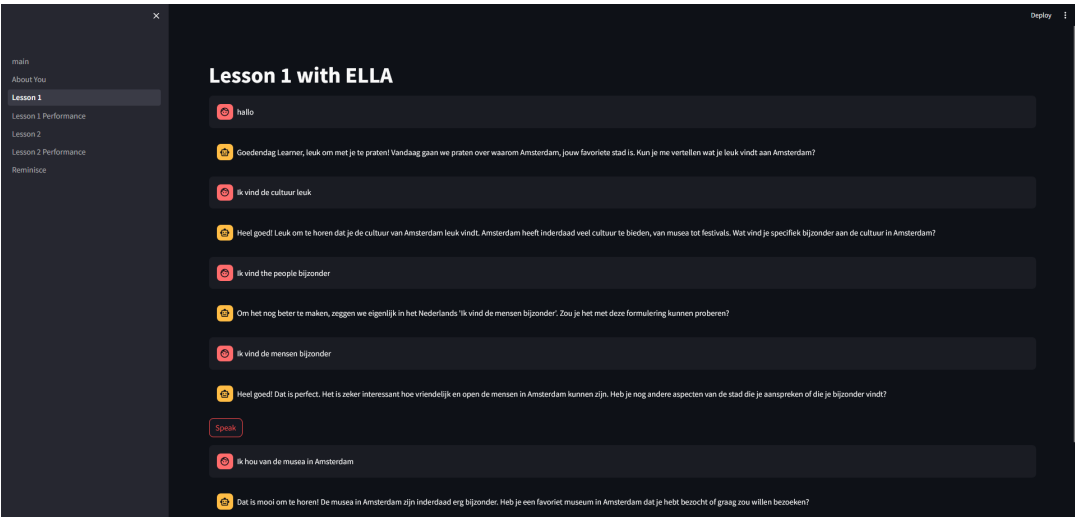 Deploy
main
About You
Lesson 1
Lesson 1 Performance
Lesson 2
Lesson 2 Performance
Reminisce
Lesson 1 with ELLA
hallo
Goedendag Learner, leuk om met je te praten! Vandaag gaan we praten over waarom Amsterdam, jouw favoriete stad is. Kun je me vertellen wat je leuk vindt aan Amsterdam?
Ik vind de cultuur leuk
Heel goed! Leuk om te horen dat je de cultuur van Amsterdam leuk vindt. Amsterdam heeft inderdaad veel cultuur te bieden, van musea tot festivals. Wat vind je specifiek bijzonder aan de cultuur in Amsterdam?
Ik vind the people bijzonder
Om het nog beter te maken, zeggen we eigenlijk in het Nederlands 'Ik vind de mensen bijzonder'. Zou je het met deze formulering kunnen proberen?
Ik vind de mensen bijzonder
Heel goed! Dat is perfect. Het is zeker interessant hoe vriendelijk en open de mensen in Amsterdam kunnen zijn. Heb je nog andere aspecten van de stad die je aanspreken of die je bijzonder vindt?
Speak
Ik hou van de musea in Amsterdam
Dat is mooi om te horen! De musea in Amsterdam zijn inderdaad erg bijzonder. Heb je een favoriet museum in Amsterdam dat je hebt bezocht of graag zou willen bezoeken?